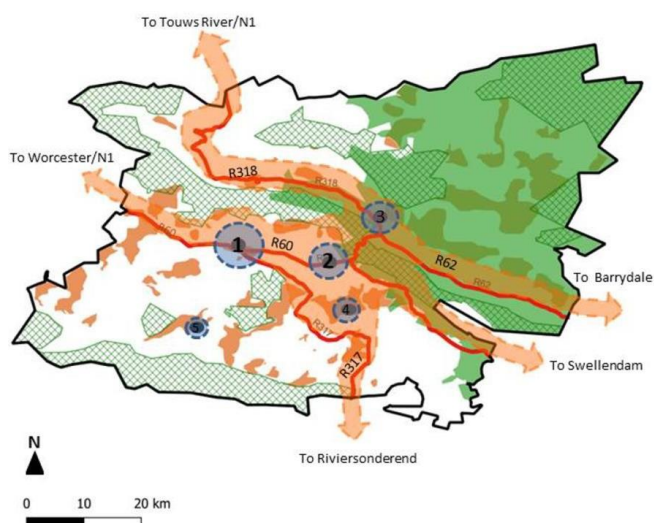 To Touws River/N1
To Worcester/N1
R318
R318
3
R60
1
R60
2
R62
R62
To Barrydale
4
5
R317
R317
To Swellendam
To Riviersonderend
N
0 10 20 km